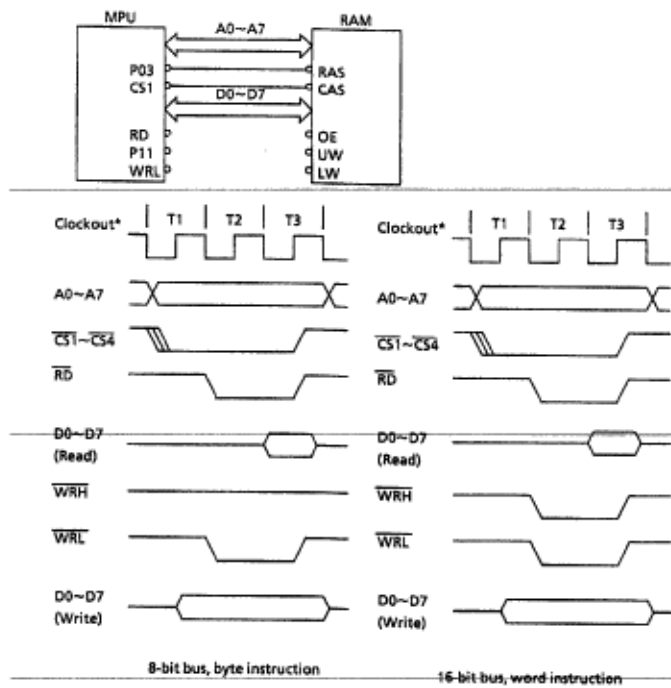 MPU
RAM
A0~A7
P03
RAS
CS1
CAS
D0~D7
RD
OE
P11
UW
WRL
LW
Clockout*
T1
T2
T3
A0~A7
CS1~CS4
RD
D0~D7
(Read)
WRH
WRL
D0~D7
(Write)
8-bit bus, byte instruction
Clockout*
T1
T2
T3
A0~A7
CS1~CS4
RD
D0~D7
(Read)
WRH
WRL
D0~D7
(Write)
16-bit bus, word instruction